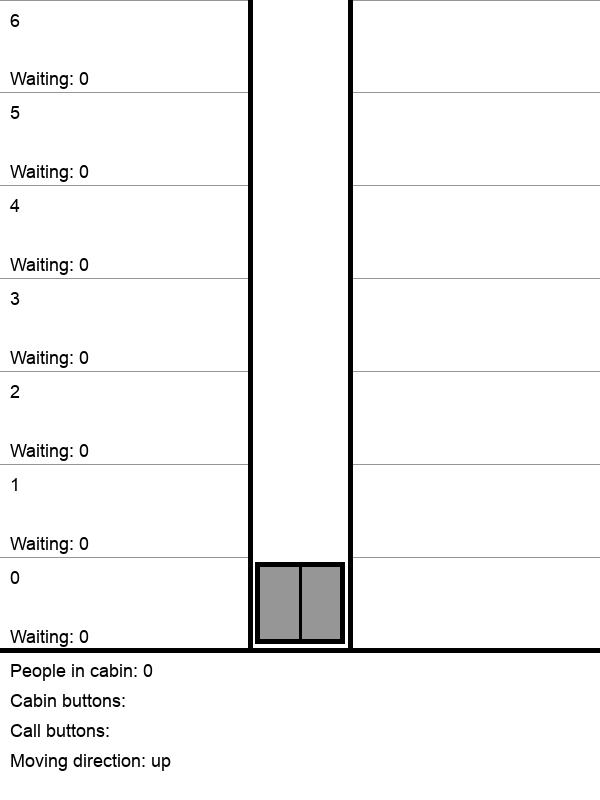 6
Waiting: 0
5
Waiting: 0
4
Waiting: 0
3
Waiting: 0
2
Waiting: 0
1
Waiting: 0
0
Waiting: 0
People in cabin: 0
Cabin buttons:
Call buttons:
Moving direction: up